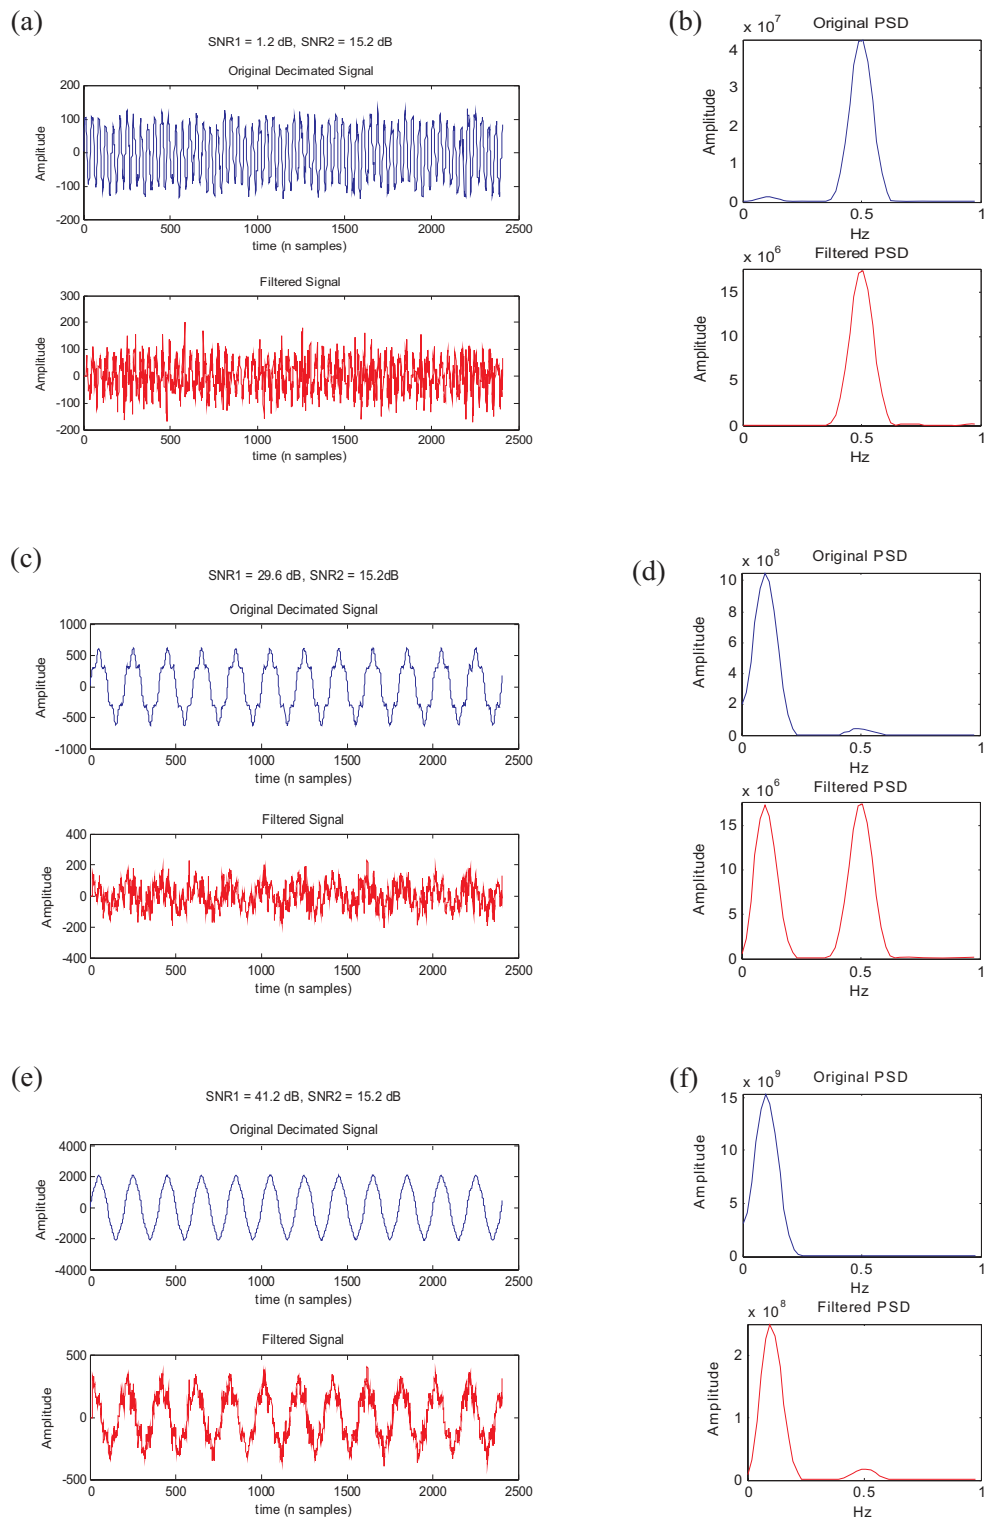 (a)
SNR1 = 1.2 dB, SNR2 = 15.2 dB
Original Decimated Signal
200
100
0
-100
-200
Amplitude
0 500 1000 1500 2000 2500
time (n samples)
Filtered Signal
300
200
100
0
-100
-200
Amplitude
0 500 1000 1500 2000 2500
time (n samples)
(b)
Original PSD
x 10^7
4
3
2
1
0
Amplitude
0 0.5 1
Hz
Filtered PSD
x 10^6
15
10
5
0
Amplitude
0 0.5 1
Hz
(c)
SNR1 = 29.6 dB, SNR2 = 15.2dB
Original Decimated Signal
1000
500
0
-500
-1000
Amplitude
0 500 1000 1500 2000 2500
time (n samples)
Filtered Signal
400
200
0
-200
-400
Amplitude
0 500 1000 1500 2000 2500
time (n samples)
(d)
Original PSD
x 10^8
10
8
6
4
2
0
Amplitude
0 0.5 1
Hz
Filtered PSD
x 10^6
15
10
5
0
Amplitude
0 0.5 1
Hz
(e)
SNR1 = 41.2 dB, SNR2 = 15.2 dB
Original Decimated Signal
4000
2000
0
-2000
-4000
Amplitude
0 500 1000 1500 2000 2500
time (n samples)
Filtered Signal
500
0
-500
Amplitude
0 500 1000 1500 2000 2500
time (n samples)
(f)
Original PSD
x 10^9
15
10
5
0
Amplitude
0 0.5 1
Hz
Filtered PSD
x 10^8
2
1
0
Amplitude
0 0.5 1
Hz